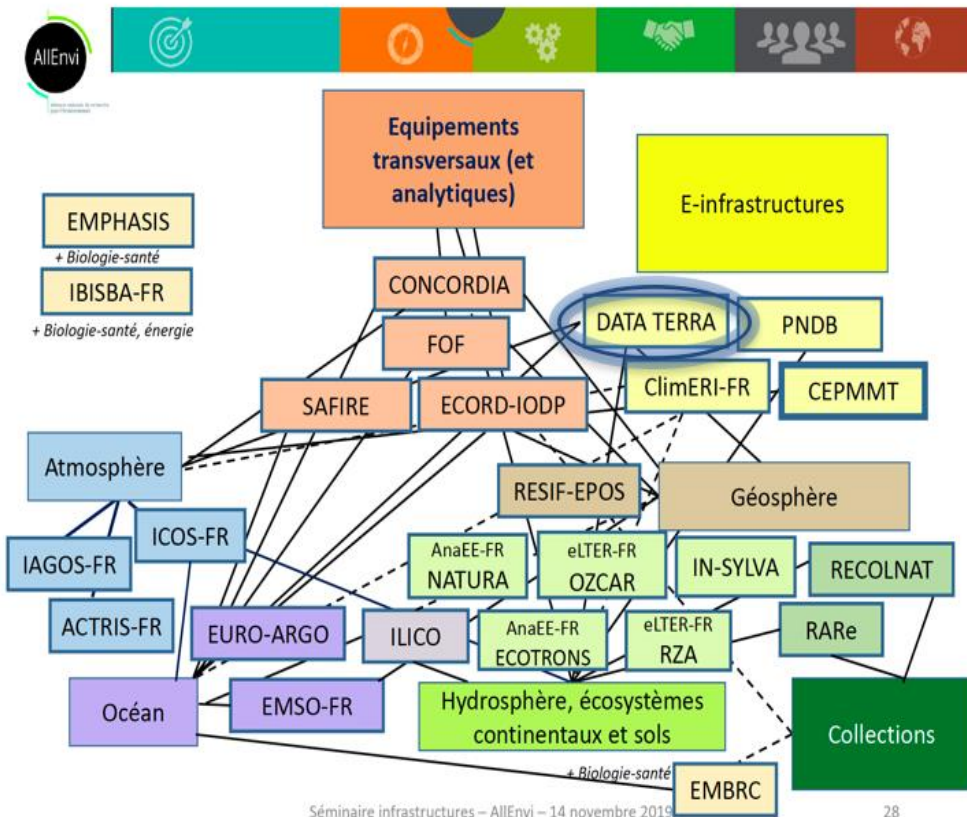 AllEnvi
Equipements
transversaux (et
analytiques)
E-infrastructures
EMPHASIS
+ Biologie-santé
IBISBA-FR
+ Biologie-santé, énergie
CONCORDIA
DATA TERRA
PNDB
FOF
ClimERI-FR
CEPMMT
SAFIRE
ECORD-IODP
Atmosphère
RESIF-EPOS
Géosphère
ICOS-FR
IAGOS-FR
AnaEE-FR
NATURA
eLTER-FR
OZCAR
IN-SYLVA
RECOLNAT
ACTRIS-FR
EURO-ARGO
ILICO
AnaEE-FR
ECOTRONS
eLTER-FR
RZA
RARe
Océan
EMSO-FR
Hydrosphère, écosystèmes
continentaux et sols
Collections
+ Biologie-santé
EMBRC
Séminaire infrastructures – AllEnvi – 14 novembre 2019
28